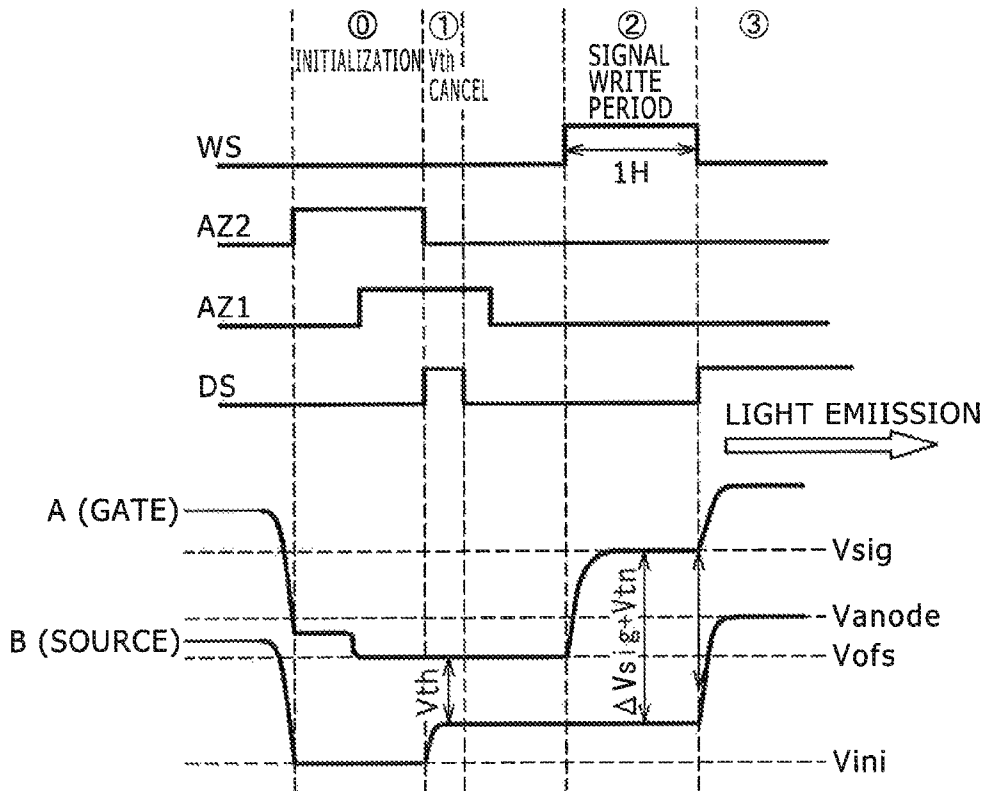 ⓪ ① ② ③
INITIALIZATION
Vth
CANCEL
SIGNAL
WRITE
PERIOD
WS
1H
AZ2
AZ1
DS
LIGHT EMIISSION
A (GATE)
Vsig
Vanode
B (SOURCE)
Vofs
Vth
ΔVsig+Vtn
Vini